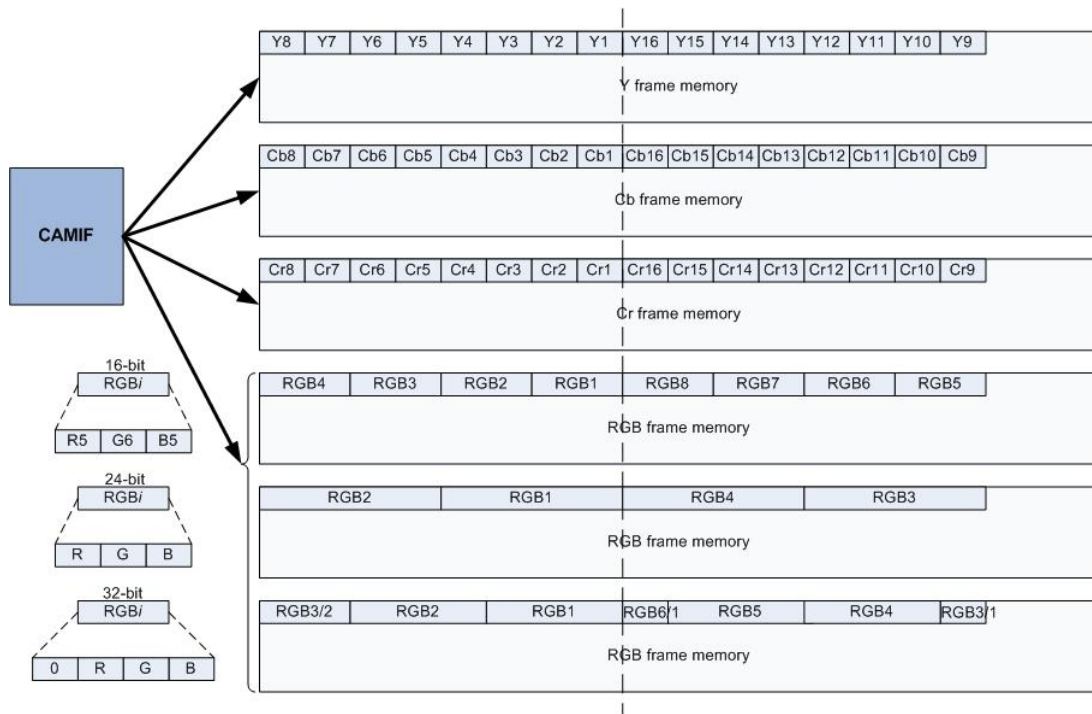 Y8 Y7 Y6 Y5 Y4 Y3 Y2 Y1 Y16 Y15 Y14 Y13 Y12 Y11 Y10 Y9
Y frame memory
Cb8 Cb7 Cb6 Cb5 Cb4 Cb3 Cb2 Cb1 Cb16 Cb15 Cb14 Cb13 Cb12 Cb11 Cb10 Cb9
Cb frame memory
CAMIF
Cr8 Cr7 Cr6 Cr5 Cr4 Cr3 Cr2 Cr1 Cr16 Cr15 Cr14 Cr13 Cr12 Cr11 Cr10 Cr9
Cr frame memory
16-bit
RGBi
R5 G6 B5
RGB4 RGB3 RGB2 RGB1 RGB8 RGB7 RGB6 RGB5
RGB frame memory
24-bit
RGBi
R G B
RGB2 RGB1 RGB4 RGB3
RGB frame memory
32-bit
RGBi
0 R G B
RGB3/2 RGB2 RGB1 RGB6/1 RGB5 RGB4 RGB3/1
RGB frame memory